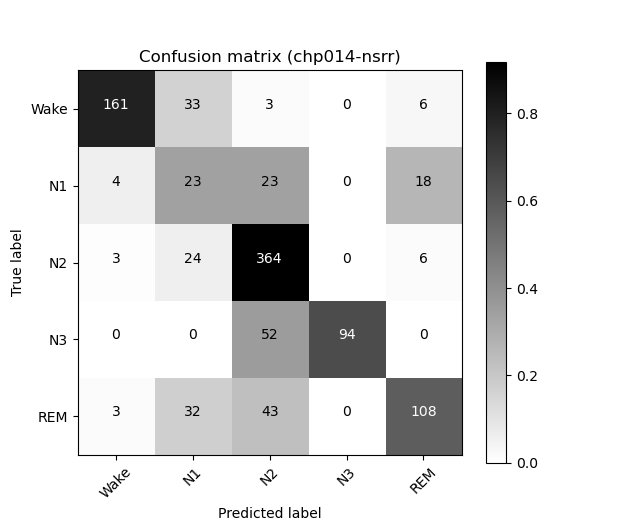 Confusion matrix (chp014-nsrr)
Wake 161 33 3 0 6
N1 4 23 23 0 18
N2 3 24 364 0 6
N3 0 0 52 94 0
REM 3 32 43 0 108
Wake N1 N2 N3 REM
True label
Predicted label
0.8
0.6
0.4
0.2
0.0